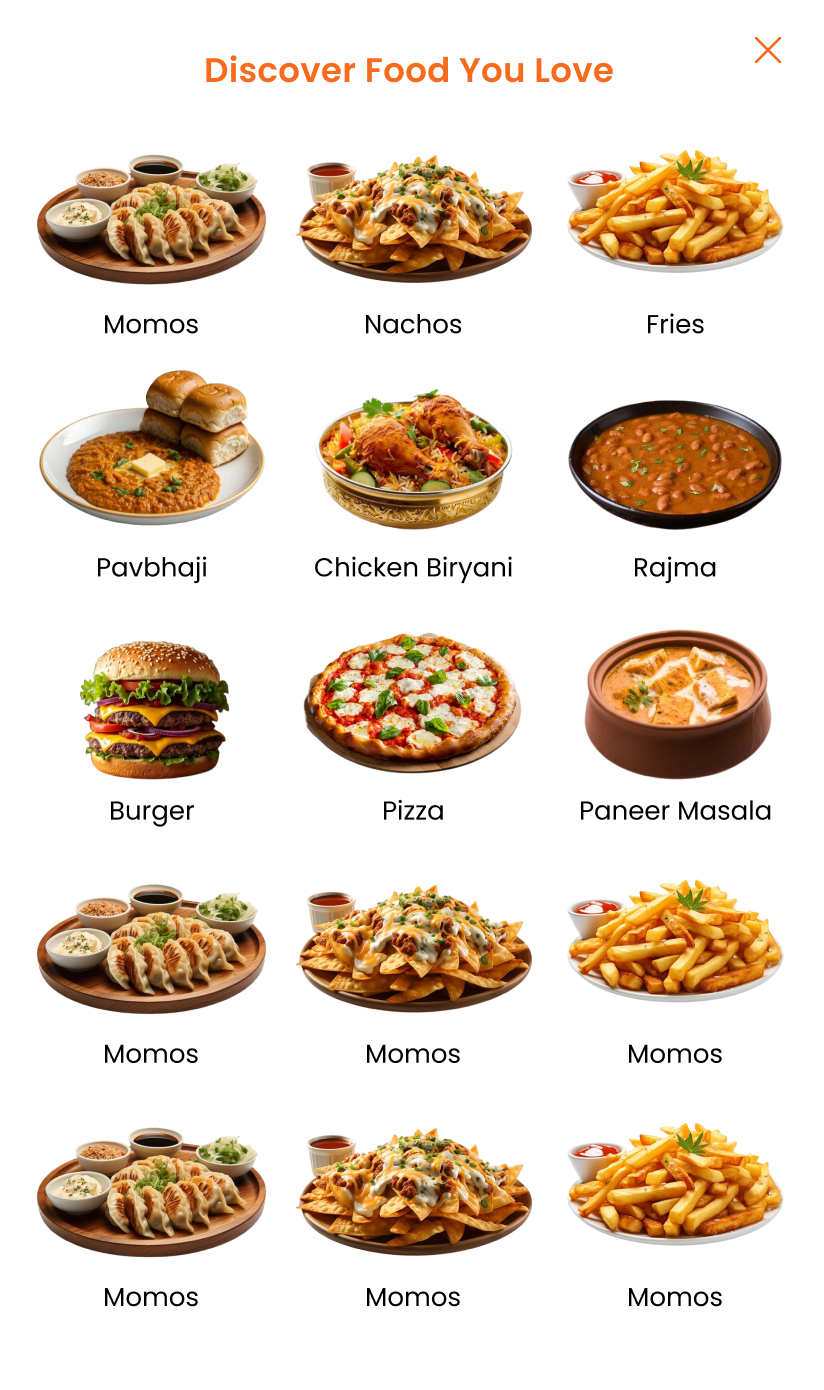 Discover Food You Love
Momos
Nachos
Fries
Pavbhaji
Chicken Biryani
Rajma
Burger
Pizza
Paneer Masala
Momos
Momos
Momos
Momos
Momos
Momos